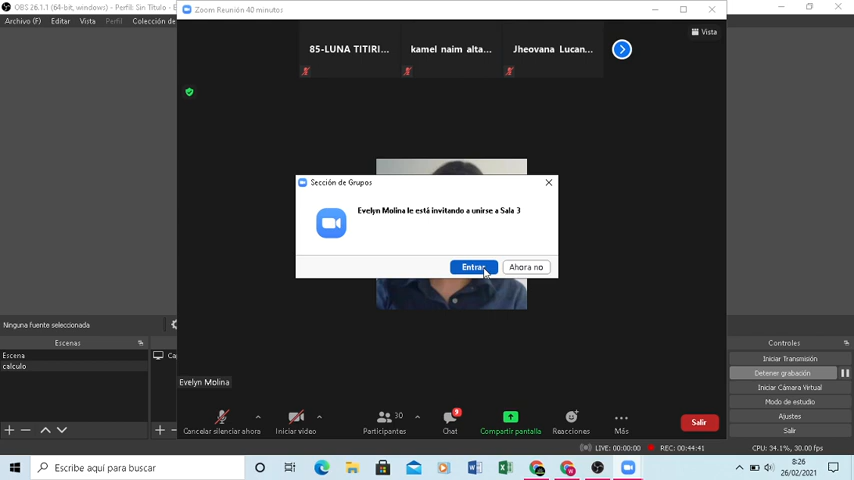 OBS 26.1.1 (64-bit, windows) - Perfil: Sin Título - E
Archivo (F)
Editar
Vista
Perfil
Colección de
Zoom Reunión 40 minutos
85-LUNA TITIRI...
kamel naim alta...
Jheovana Lucan...
Vista
Sección de Grupos
Evelyn Molina le está invitando a unirse a Sala 3
Entrar
Ahora no
Evelyn Molina
Ninguna fuente seleccionada
Escenas
Escena
calculo
Cap
Controles
Iniciar Transmisión
Detener grabación
Iniciar Cámara Virtual
Modo de estudio
Ajustes
Salir
Cancelar silenciar ahora
Iniciar video
30
Participantes
9
Chat
Compartir pantalla
Reacciones
Más
Salir
LIVE: 00:00:00
REC: 00:44:41
CPU: 34.1%, 30.00 fps
Escribe aquí para buscar
8:26
26/02/2021